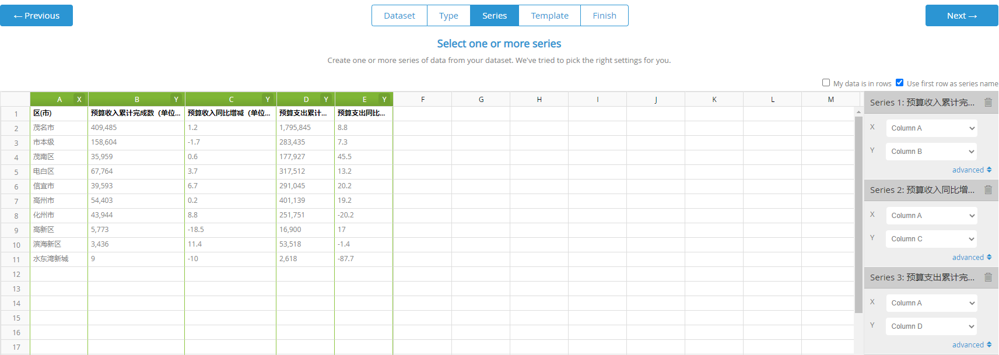 ← Previous
Dataset Type Series Template Finish
Next →
Select one or more series
Create one or more series of data from your dataset. We've tried to pick the right settings for you.
My data is in rows Use first row as series name
A X B Y C Y D Y E Y F G H I J K L M
1 区(市) 预算收入累计完成数（单位... 预算收入同比增减（单位... 预算支出累计... 预算支出同比...
2 茂名市 409,485 1.2 1,795,845 8.8
3 市本级 158,604 -1.7 283,435 7.3
4 茂南区 35,959 0.6 177,927 45.5
5 电白区 67,764 3.7 317,512 13.2
6 信宜市 39,593 6.7 291,045 20.2
7 高州市 54,403 0.2 401,139 19.2
8 化州市 43,944 8.8 251,751 -20.2
9 高新区 5,773 -18.5 16,900 17
10 滨海新区 3,436 11.4 53,518 -1.4
11 水东湾新城 9 -10 2,618 -87.7
12
13
14
15
16
17
Series 1: 预算收入累计完...
X Column A
Y Column B
advanced
Series 2: 预算收入同比增...
X Column A
Y Column C
advanced
Series 3: 预算支出累计完...
X Column A
Y Column D
advanced